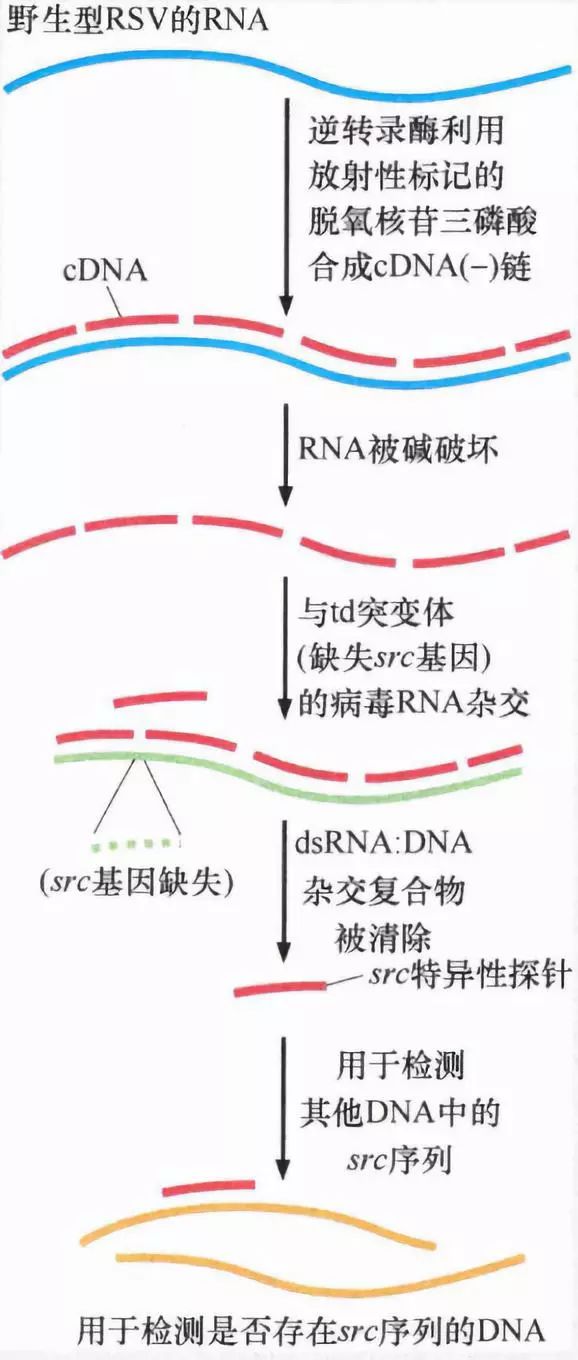 野生型RSV的RNA
逆转录酶利用
放射性标记的
脱氧核苷三磷酸
合成cDNA(−)链
cDNA
RNA被碱破坏
与td突变体
(缺失src基因)
的病毒RNA杂交
(src基因缺失)
dsRNA:DNA
杂交复合物
被清除
src特异性探针
用于检测
其他DNA中的
src序列
用于检测是否存在src序列的DNA